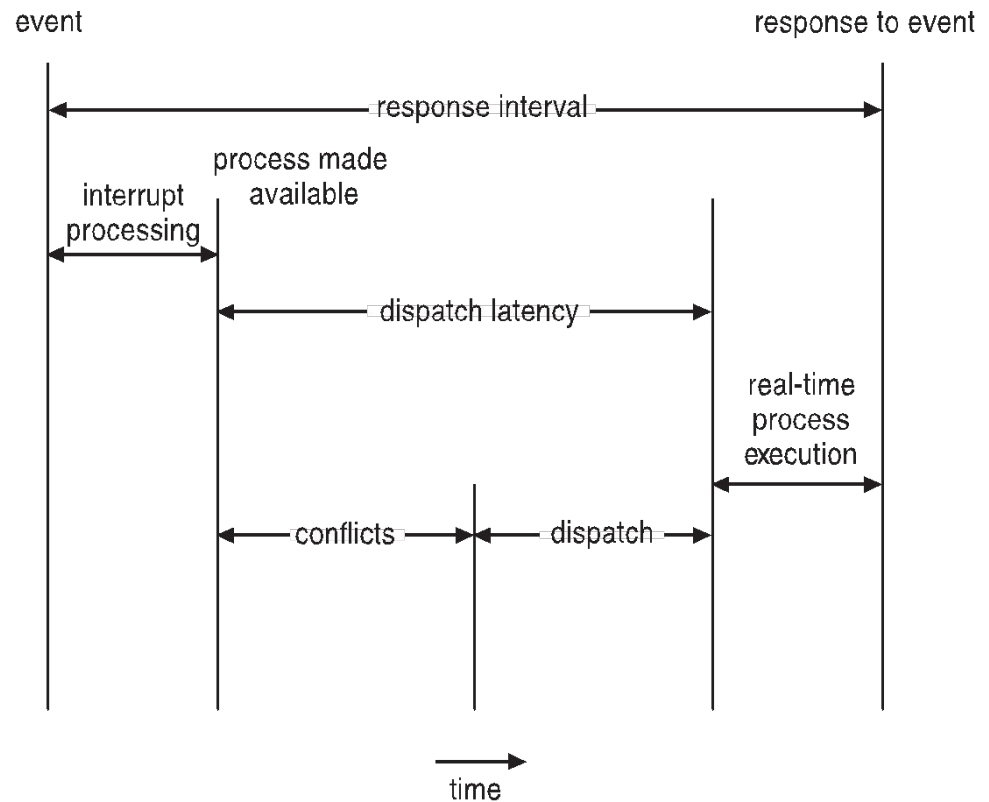 event
response to event
response interval
process made
available
interrupt
processing
dispatch latency
real-time
process
execution
conflicts
dispatch
time